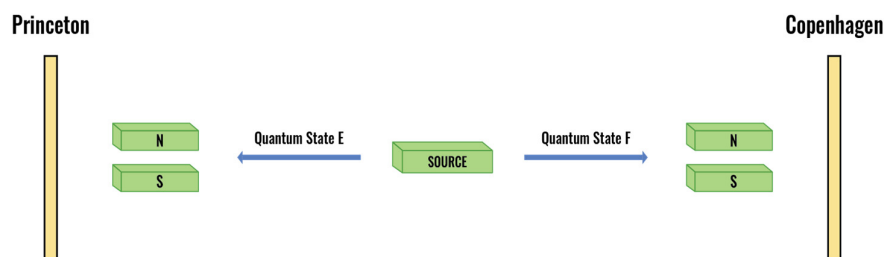 Princeton
Copenhagen
Quantum State E
Quantum State F
N
SOURCE
N
S
S